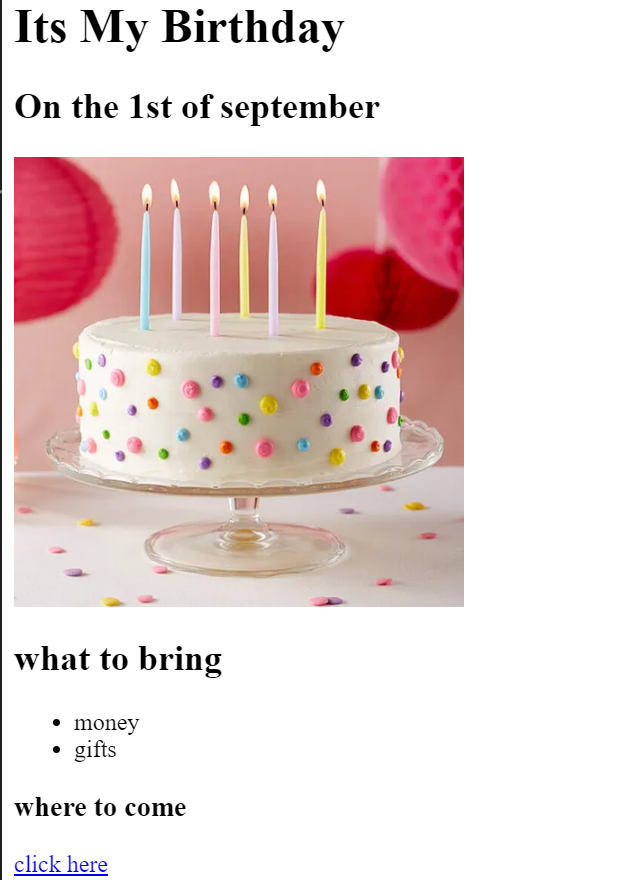 Its My Birthday
On the 1st of september
what to bring
money
gifts
where to come
click here